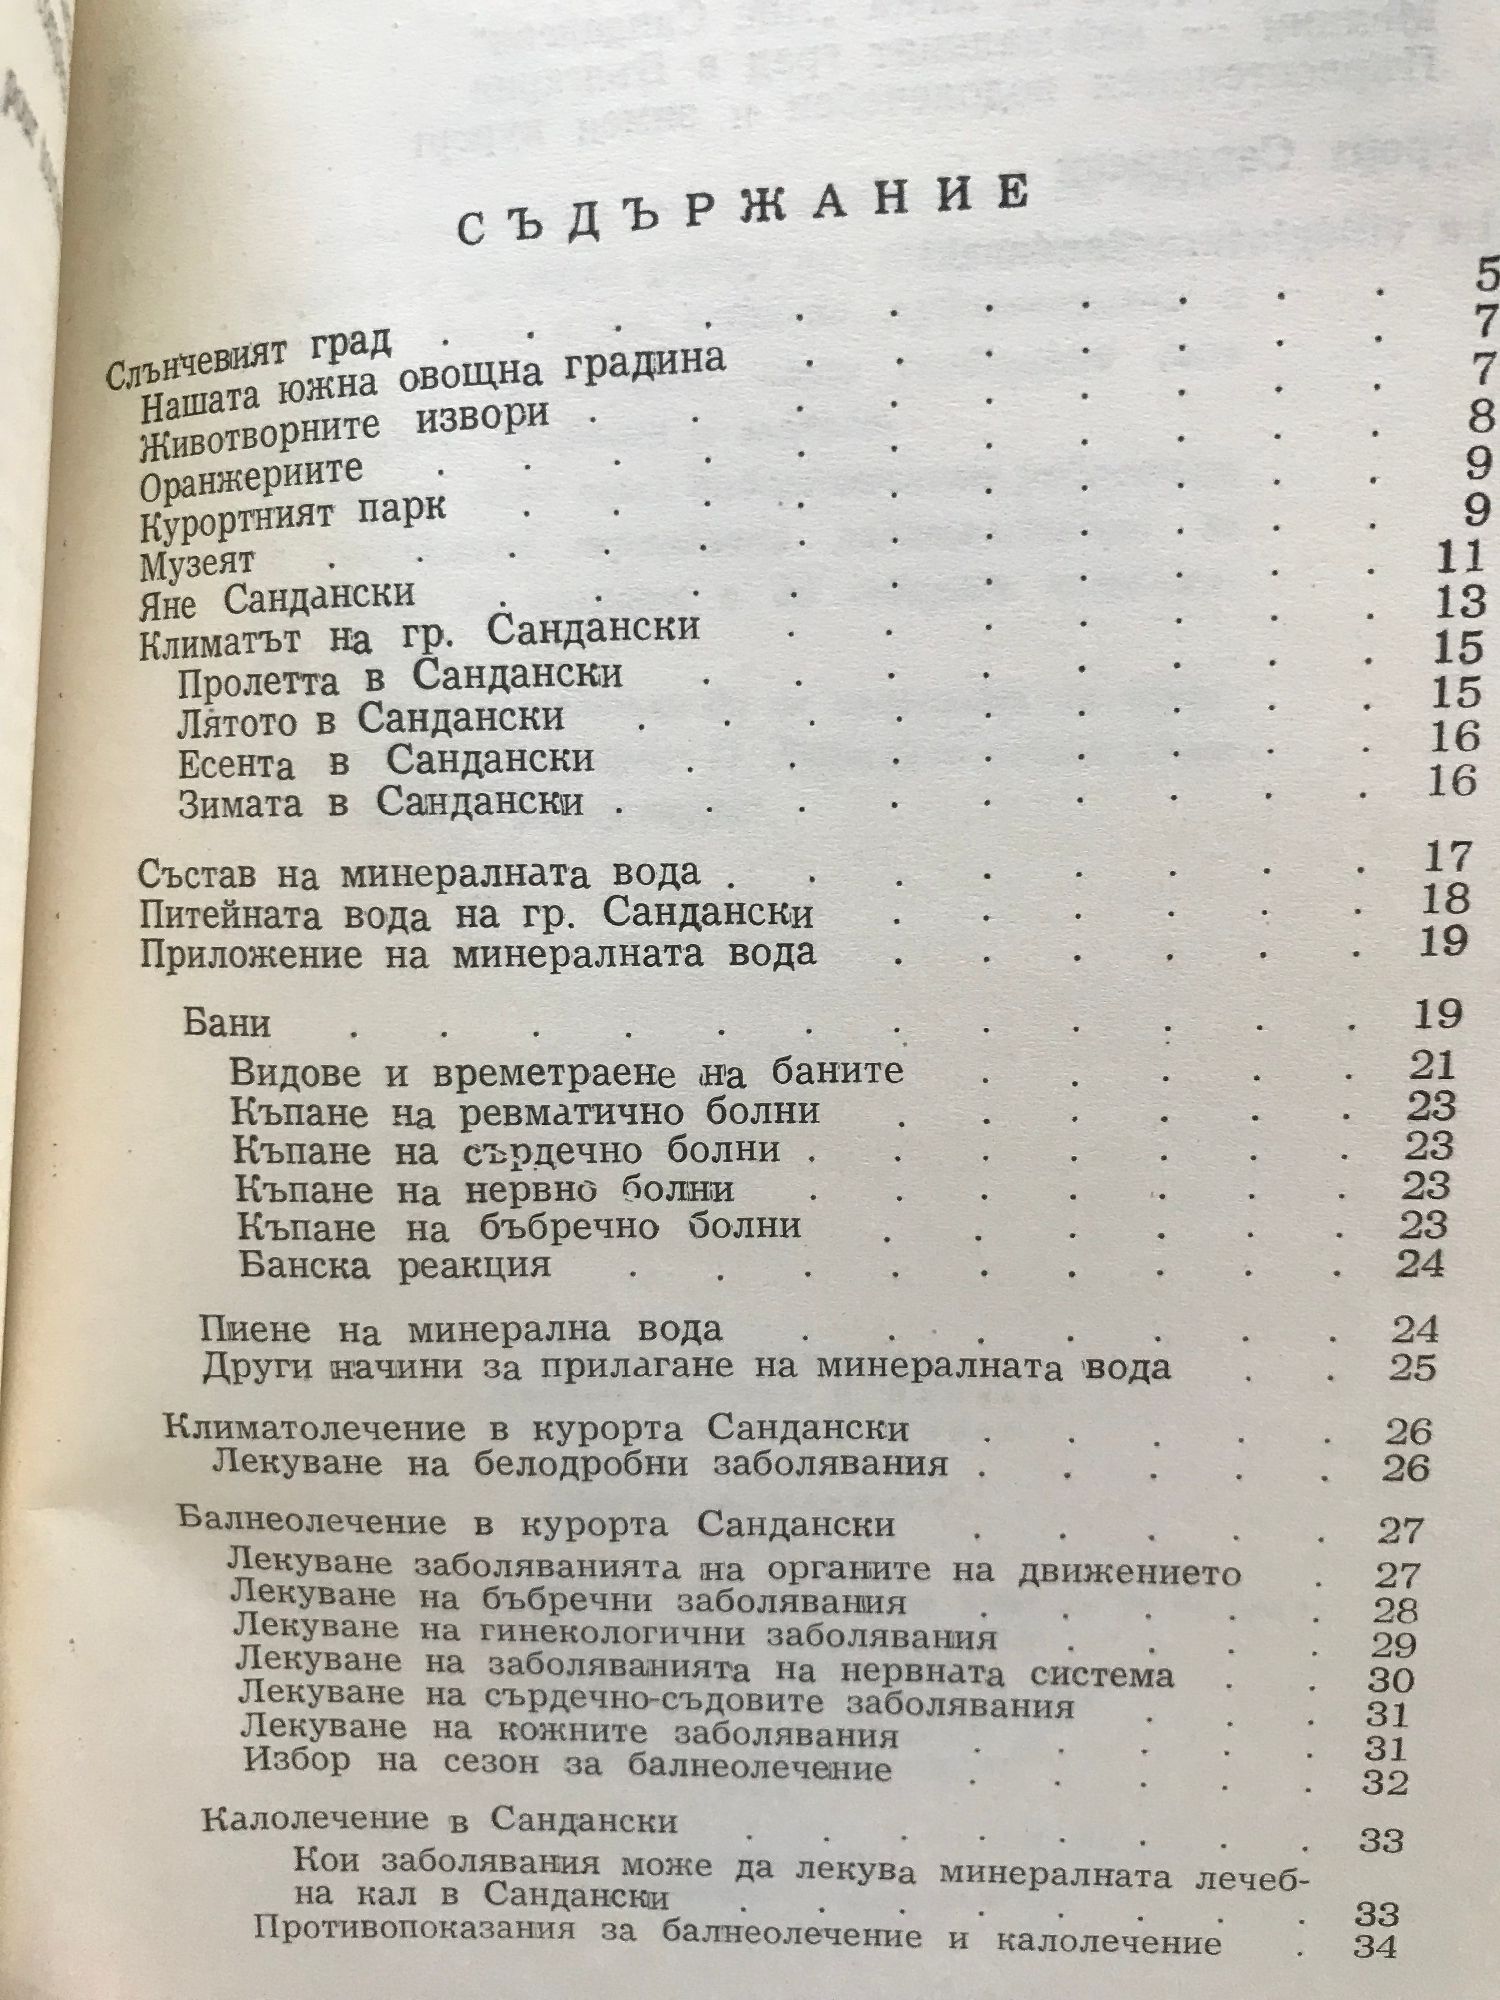 СЪДЪРЖАНИЕ
Слънчевият град . . . . . . . . . . . 5
Нашата южна овощна градина . . . . . . . 7
Животворните извори . . . . . . . . . 7
Оранжериите . . . . . . . . . . . 8
Курортният парк . . . . . . . . . . 9
Музеят . . . . . . . . . . . . 9
Яне Сандански . . . . . . . . . . 11
Климатът на гр. Сандански . . . . . . . 13
Пролетта в Сандански . . . . . . . . 15
Лятото в Сандански . . . . . . . . . 15
Есента в Сандански . . . . . . . . 16
Зимата в Сандански . . . . . . . . . 16
Състав на минералната вода . . . . . . . . 17
Питейната вода на гр. Сандански . . . . . . 18
Приложение на минералната вода . . . . . . 19
Бани . . . . . . . . . . . . 19
Видове и времетраене на баните . . . . . 21
Къпане на ревматично болни . . . . . . 23
Къпане на сърдечно болни . . . . . . . 23
Къпане на нервно болни . . . . . . . 23
Къпане на бъбречно болни . . . . . . 23
Банска реакция . . . . . . . . . 24
Пиене на минерална вода . . . . . . . 24
Други начини за прилагане на минералната вода . . 25
Климатолечение в курорта Сандански . . . . . 26
Лекуване на белодробни заболявания . . . . . 26
Балнеолечение в курорта Сандански . . . . . 27
Лекуване заболяванията на органите на движението . 27
Лекуване на бъбречни заболявания . . . . . 28
Лекуване на гинекологични заболявания . . . . 29
Лекуване на заболяванията на нервната система . . 30
Лекуване на сърдечно-съдовите заболявания . . . 31
Лекуване на кожните заболявания . . . . . 31
Избор на сезон за балнеолечение . . . . . 32
Калолечение в Сандански . . . . . . . . 33
Кои заболявания може да лекува минералната лечеб-
на кал в Сандански . . . . . . . . 33
Противопоказания за балнеолечение и калолечение . 34